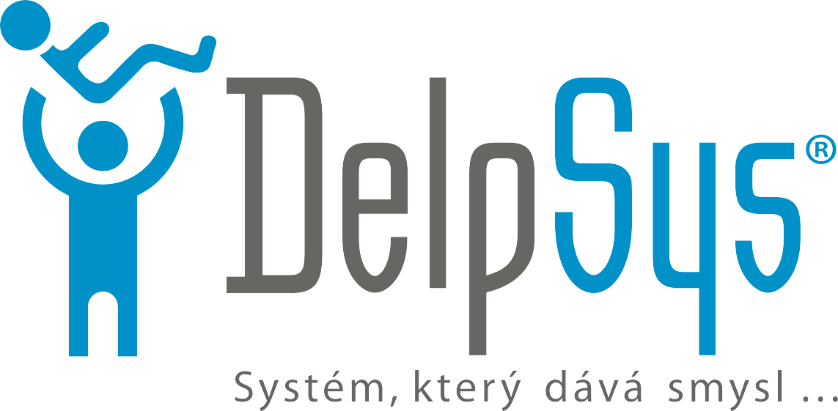 DelpSys®
Systém, který dává smysl ...